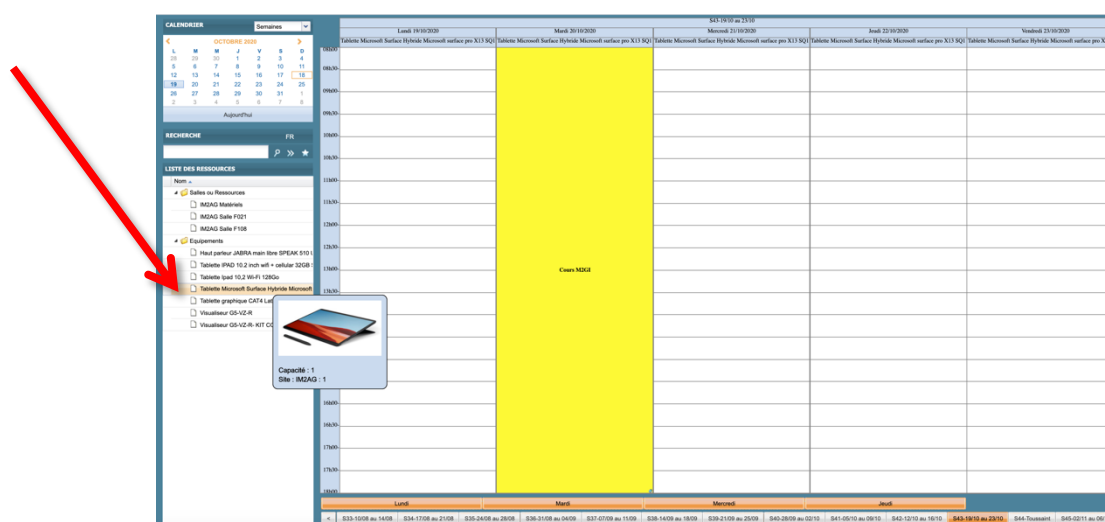 CALENDRIER
Semaines
OCTOBRE 2020
L M M J V S D
28 29 30 1 2 3 4
5 6 7 8 9 10 11
12 13 14 15 16 17 18
19 20 21 22 23 24 25
26 27 28 29 30 31 1
2 3 4 5 6 7 8
Aujourd'hui
RECHERCHE FR
LISTE DES RESSOURCES
Nom
Salles ou Ressources
IM2AG Matériels
IM2AG Salle F021
IM2AG Salle F108
Equipements
Haut parleur JABRA main libre SPEAK 510
Tablette IPAD 10,2 inch wifi + cellular 32GB
Tablette Ipad 10,2 Wi-Fi 128Go
Tablette Microsoft Surface Hybride Microsoft
Tablette graphique CAT4
Visualiseur G5-VZ-R
Visualiseur G5-VZ-R- KIT
Capacité : 1
Site : IM2AG : 1
S43-19/10 au 23/10
Lundi 19/10/2020 Mardi 20/10/2020 Mercredi 21/10/2020 Jeudi 22/10/2020 Vendredi 23/10/2020
Tablette Microsoft Surface Hybride Microsoft surface pro X13 SQ1 Tablette Microsoft Surface Hybride Microsoft surface pro X13 SQ1 Tablette Microsoft Surface Hybride Microsoft surface pro X13 SQ1 Tablette Microsoft Surface Hybride Microsoft surface pro X13 SQ1 Tablette Microsoft Surface Hybride Microsoft surface pro
08h00
09h00
09h30
10h00
10h30
11h00
11h30
12h00
12h30
13h00
Cours M2GI
13h30
16h00
16h30
17h00
17h30
18h00
Lundi Mardi Mercredi Jeudi
« S33-10/08 au 14/08 S34-17/08 au 21/08 S35-24/08 au 28/08 S36-31/08 au 04/09 S37-07/09 au 11/09 S38-14/09 au 18/09 S39-21/09 au 25/09 S40-28/09 au 02/10 S41-05/10 au 09/10 S42-12/10 au 16/10 S43-19/10 au 23/10 S44-Toussaint S45-02/11 au